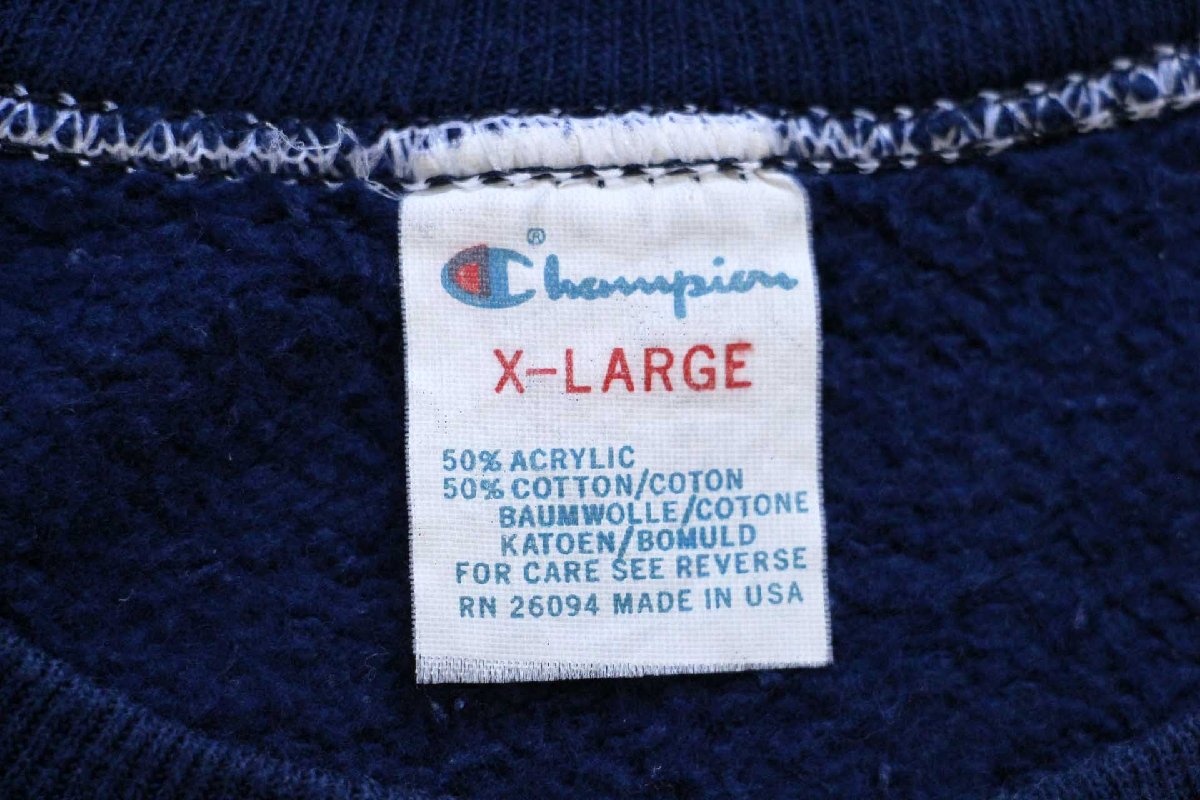 Champion®
X-LARGE
50% ACRYLIC
50% COTTON/COTON
BAUMWOLLE/COTONE
KATOEN/BOMULD
FOR CARE SEE REVERSE
RN 26094 MADE IN USA